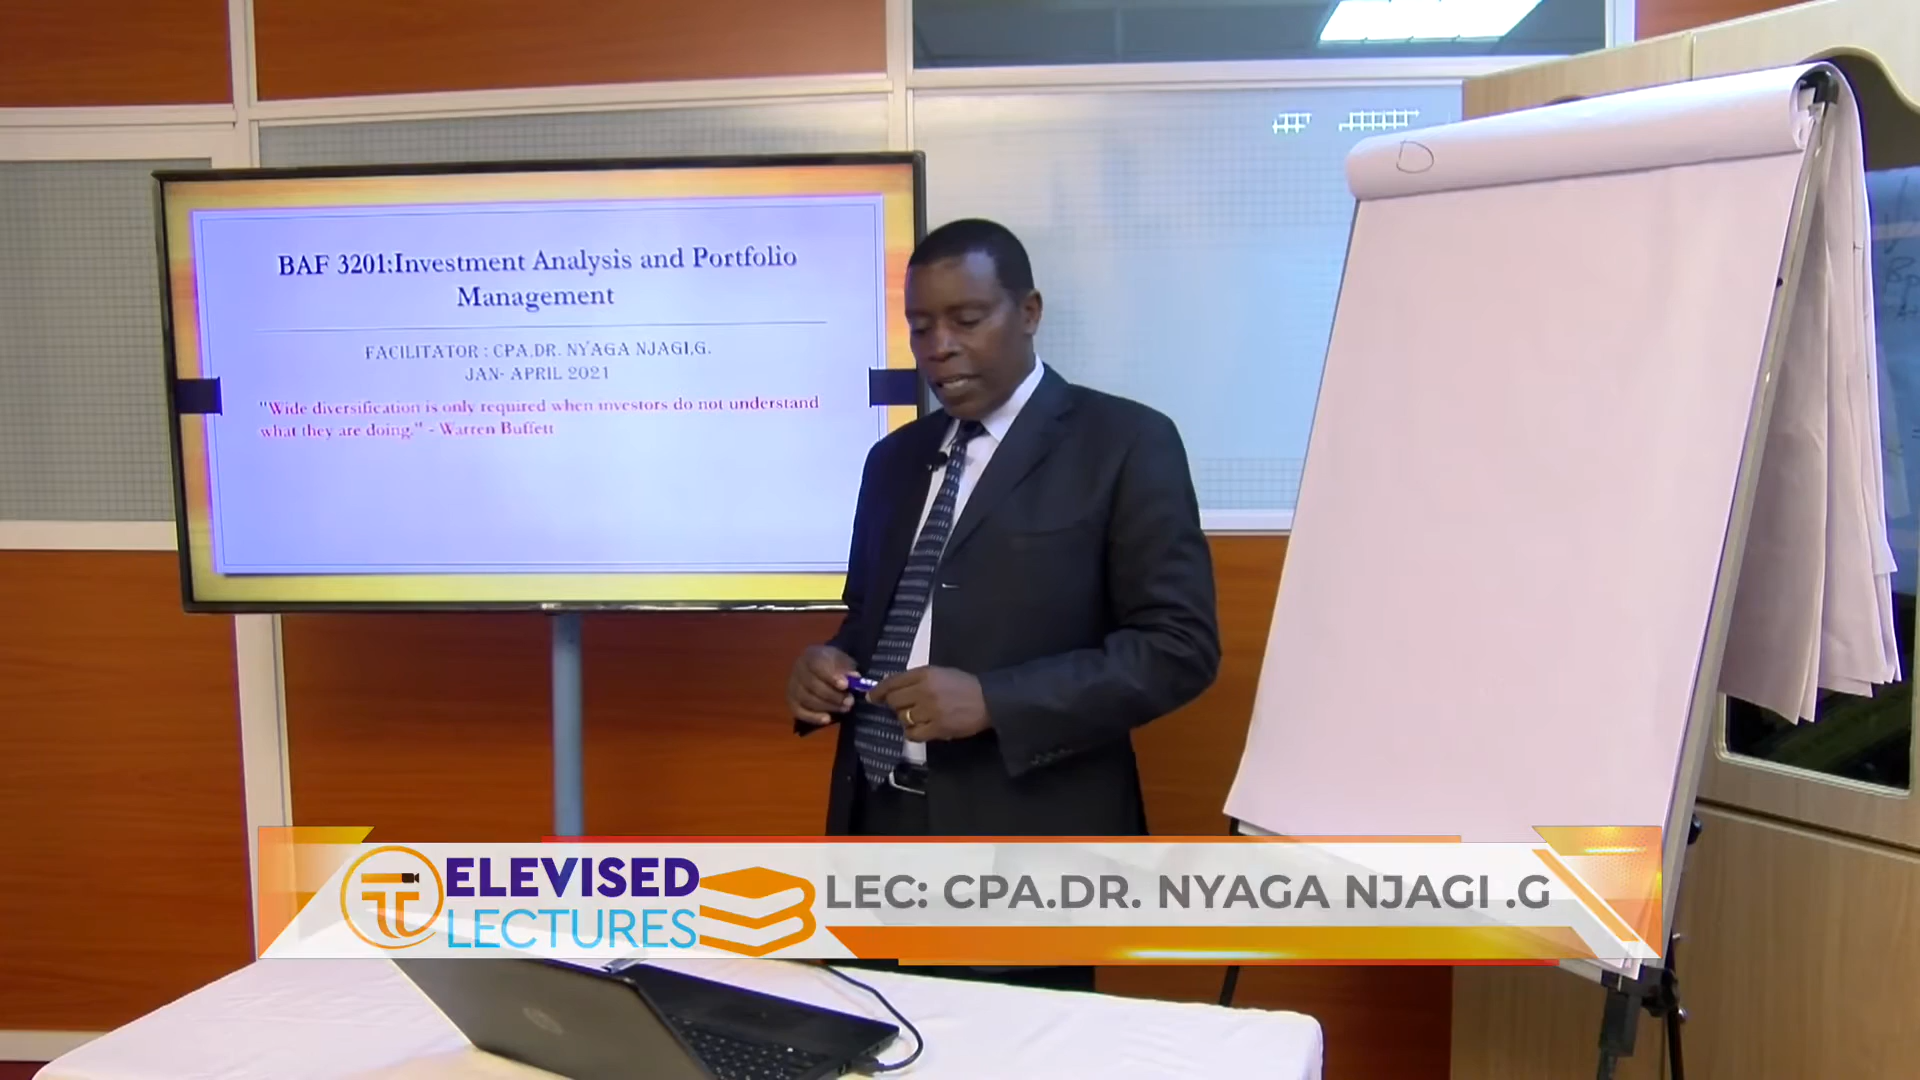 BAF 3201:Investment Analysis and Portfolio
Management
FACILITATOR : CPA,DR. NYAGA NJAGI,G.
JAN- APRIL 2021
"Wide diversification is only required when investors do not understand
what they are doing." - Warren Buffett
D
TELEVISED
LECTURES
LEC: CPA.DR. NYAGA NJAGI .G